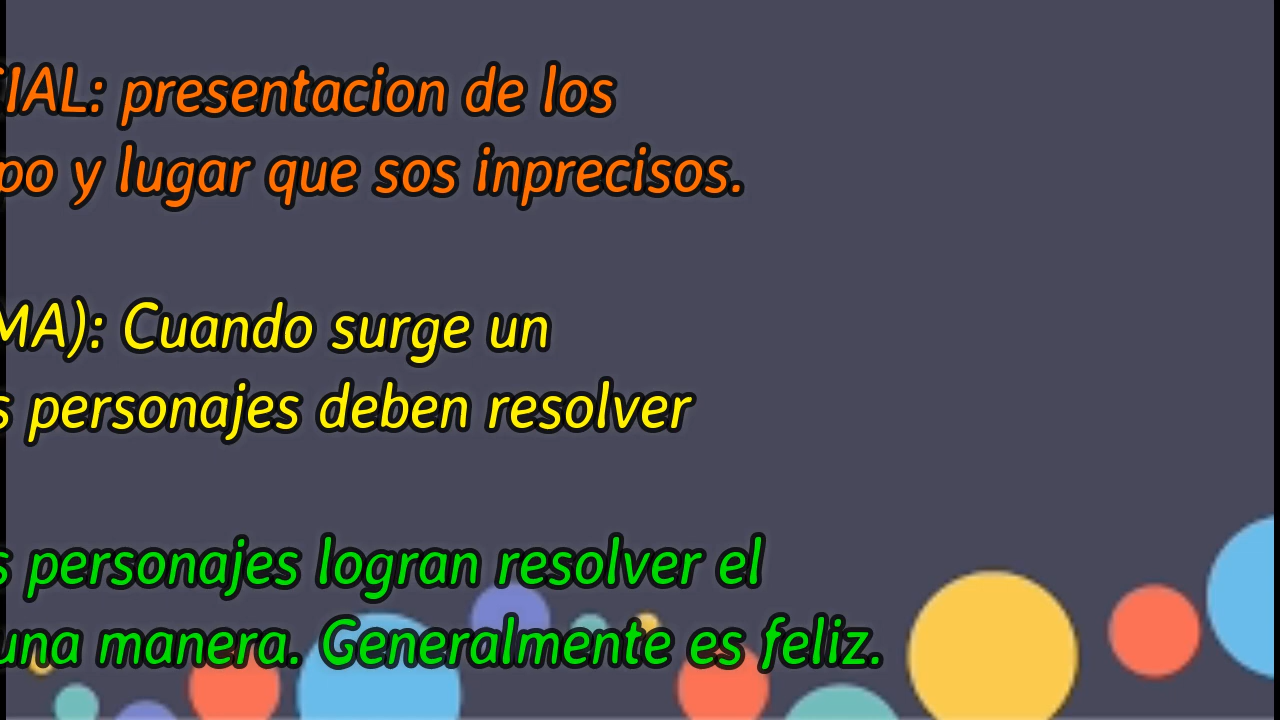 IAL: presentacion de los
po y lugar que sos inprecisos.
MA): Cuando surge un
s personajes deben resolver
s personajes logran resolver el
una manera. Generalmente es feliz.